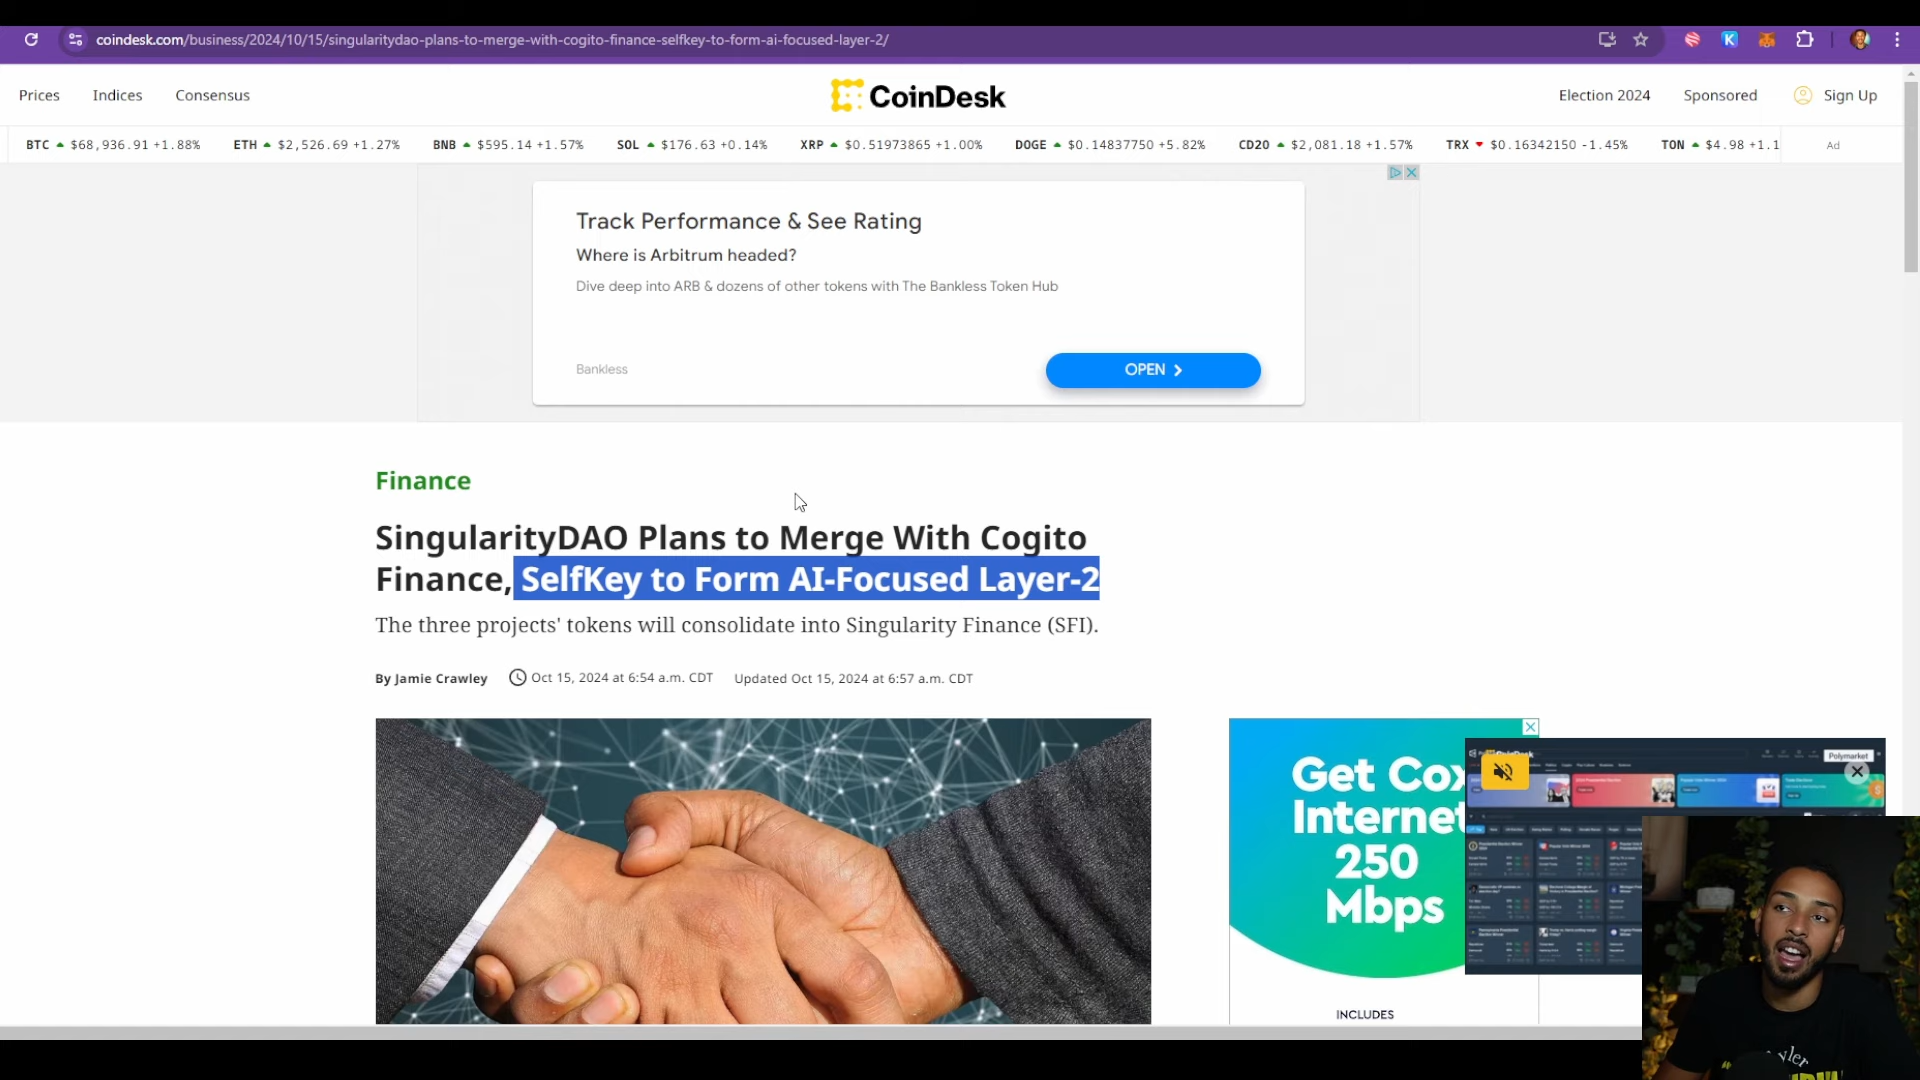 coindesk.com/business/2024/10/15/singularitydao-plans-to-merge-with-cogito-finance-selfkey-to-form-ai-focused-layer-2/
Prices Indices Consensus CoinDesk Election 2024 Sponsored Sign Up
BTC $68,936.91 +1.88% ETH $2,526.69 +1.27% BNB $595.14 +1.57% SOL $176.63 +0.14% XRP $0.51973865 +1.00% DOGE $0.14837750 +5.82% CD20 $2,081.18 +1.57% TRX $0.16342150 -1.45% TON $4.98 +1.1 Ad
Track Performance & See Rating
Where is Arbitrum headed?
Dive deep into ARB & dozens of other tokens with The Bankless Token Hub
Bankless
OPEN
Finance
SingularityDAO Plans to Merge With Cogito
Finance, SelfKey to Form AI-Focused Layer-2
The three projects' tokens will consolidate into Singularity Finance (SFI).
By Jamie Crawley Oct 15, 2024 at 6:54 a.m. CDT Updated Oct 15, 2024 at 6:57 a.m. CDT
Get Cox
Internet
250
Mbps
INCLUDES
Polymarket